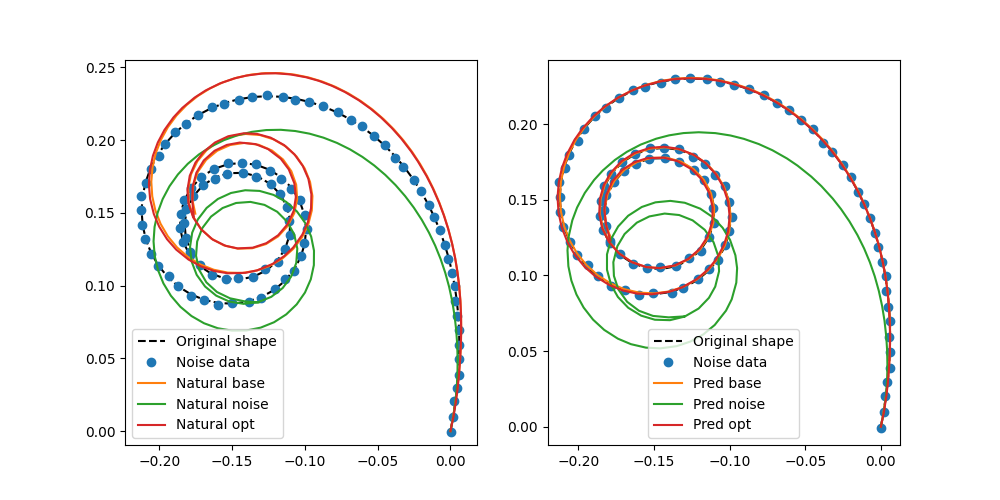 0.25
0.20
0.15
0.10
0.05
0.00
−0.20 −0.15 −0.10 −0.05 0.00
Original shape
Noise data
Natural base
Natural noise
Natural opt
0.20
0.15
0.10
0.05
0.00
−0.20 −0.15 −0.10 −0.05 0.00
Original shape
Noise data
Pred base
Pred noise
Pred opt